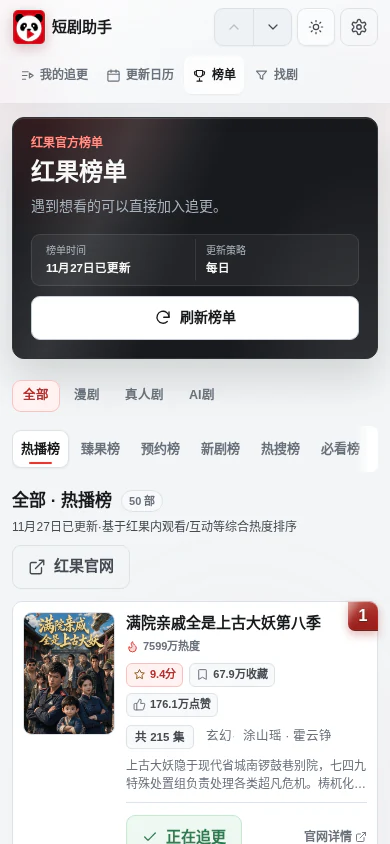 短剧助手
我的追更
更新日历
榜单
找剧
红果官方榜单
红果榜单
遇到想看的可以直接加入追更。
榜单时间
更新策略
11月27日已更新
每日
刷新榜单
全部
漫剧
真人剧
AI剧
热播榜
臻果榜
预约榜
新剧榜
热搜榜
必看榜
全部 · 热播榜 50 部
11月27日已更新·基于红果内观看/互动等综合热度排序
红果官网
满院亲戚
全是上古大妖
满院亲戚全是上古大妖第八季
1
7599万热度
9.4分
67.9万收藏
176.1万点赞
共 215 集 玄幻 涂山瑶 · 霍云铮
上古大妖隐于现代省城南锣鼓巷别院，七四九
特殊处置组负责处理各类超凡危机。梼杌化…
正在追更
官网详情